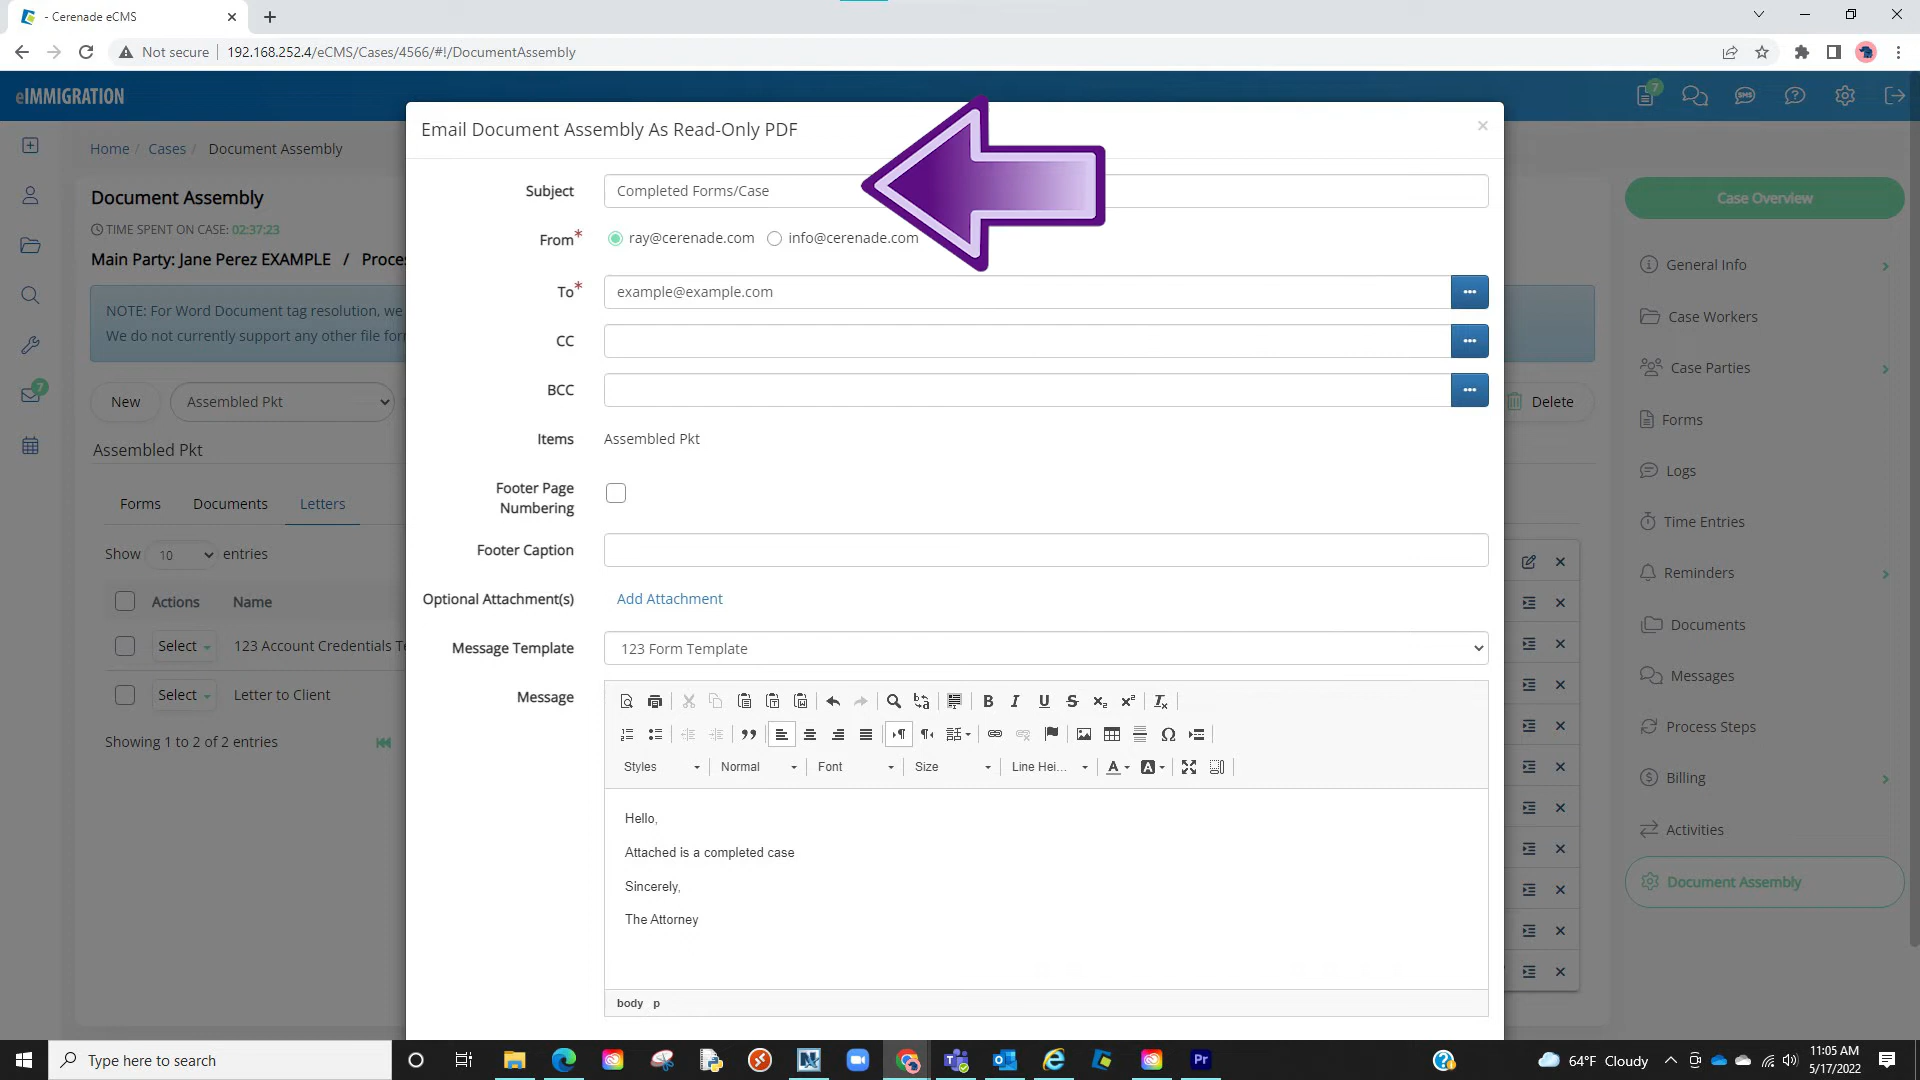 - Cerenade eCMS
Not secure
192.168.252.4/eCMS/Cases/4566/#!/DocumentAssembly
eIMMIGRATION
7
SMS
Home / Cases / Document Assembly
Document Assembly
TIME SPENT ON CASE: 02:37:23
Main Party: Jane Perez EXAMPLE / Proces
NOTE: For Word Document tag resolution, we
We do not currently support any other file for
7
New
Assembled Pkt
Delete
Assembled Pkt
Forms Documents Letters
Show 10 entries
Actions Name
Select 123 Account Credentials Te
Select Letter to Client
Showing 1 to 2 of 2 entries
Email Document Assembly As Read-Only PDF
Subject Completed Forms/Case
From* ray@cerenade.com info@cerenade.com
To* example@example.com
CC
BCC
Items Assembled Pkt
Footer Page
Numbering
Footer Caption
Optional Attachment(s) Add Attachment
Message Template 123 Form Template
Message
Styles Normal Font Size Line Hei...
Hello,
Attached is a completed case
Sincerely,
The Attorney
body p
Case Overview
General Info
Case Workers
Case Parties
Forms
Logs
Time Entries
Reminders
Documents
Messages
Process Steps
Billing
Activities
Document Assembly
Type here to search
Pr
64°F Cloudy
11:05 AM
5/17/2022